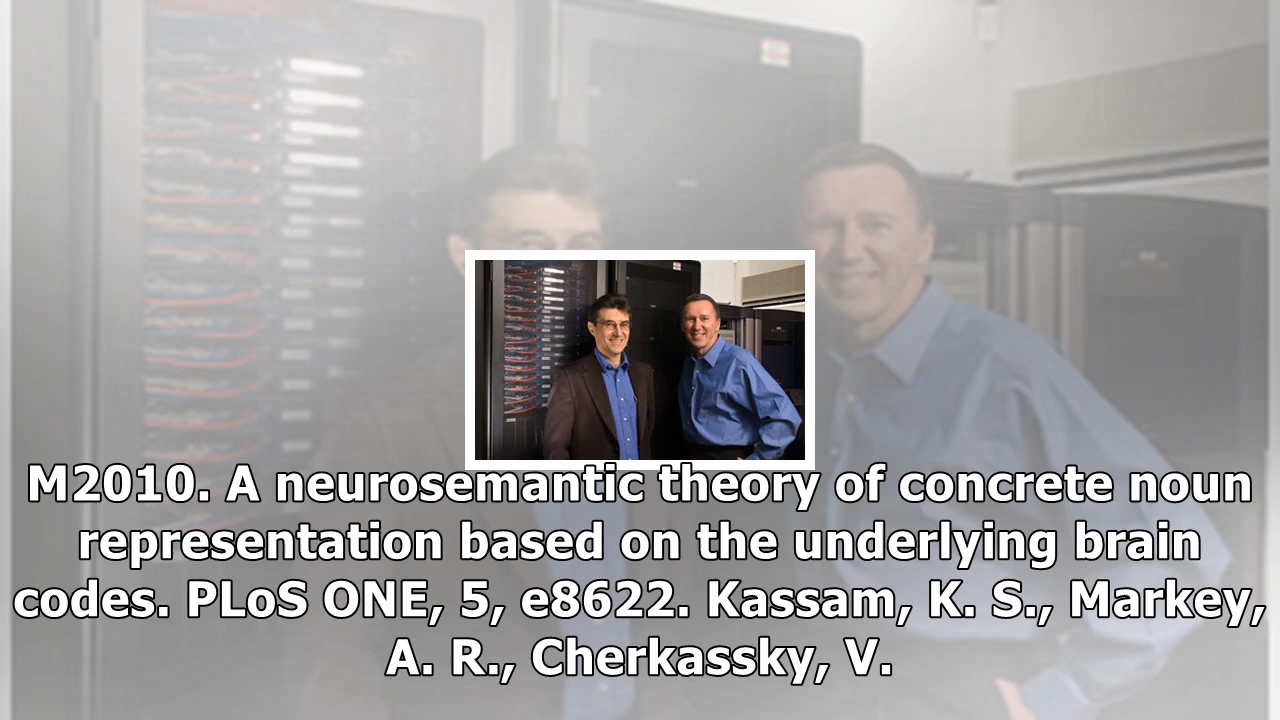 M2010. A neurosemantic theory of concrete noun
representation based on the underlying brain
codes. PLoS ONE, 5, e8622. Kassam, K. S., Markey,
A. R., Cherkassky, V.